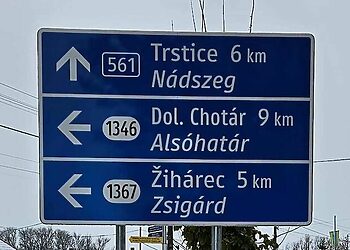 561 Trstice 6 km
Nádszeg
1346 Dol. Chotár 9 km
Alsóhatár
1367 Žihárec 5 km
Zsigárd